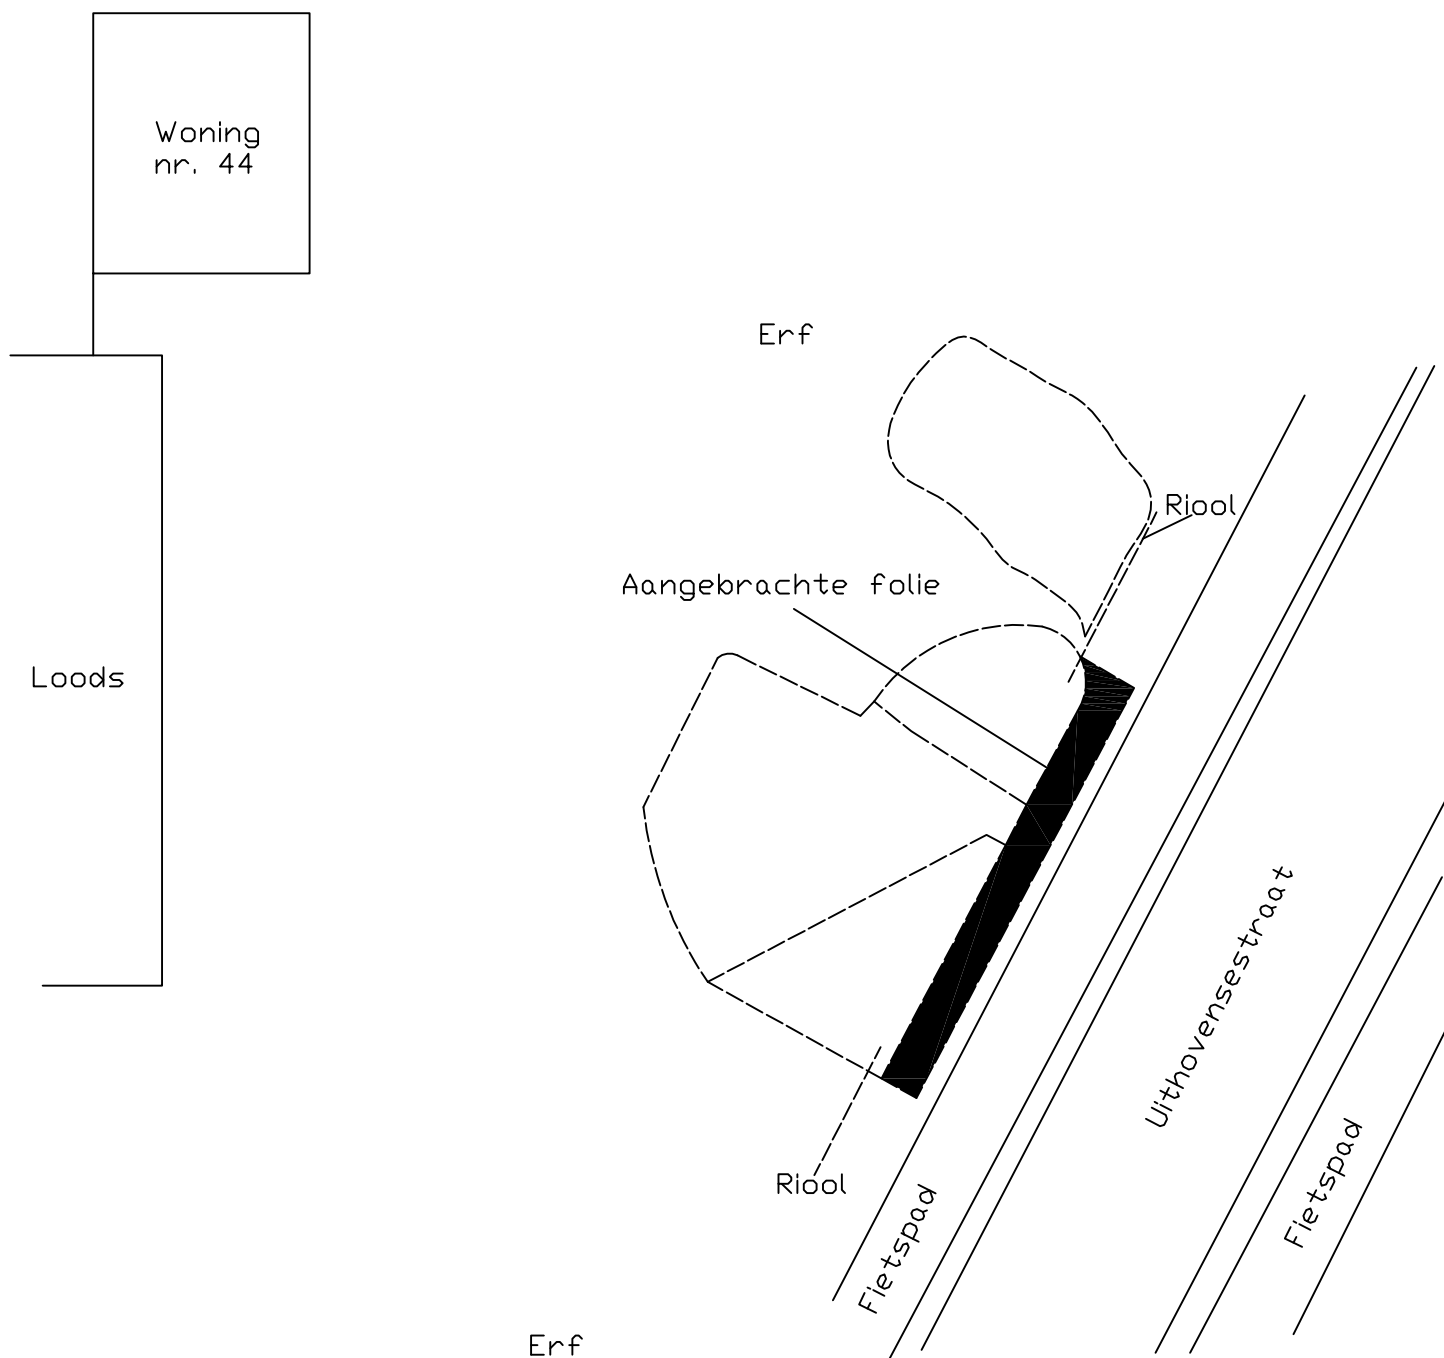 Woning
nr. 44
Erf
Riool
Aangebrachte folie
Loods
Uithovensestraat
Riool
Fietspad
Fietspad
Erf